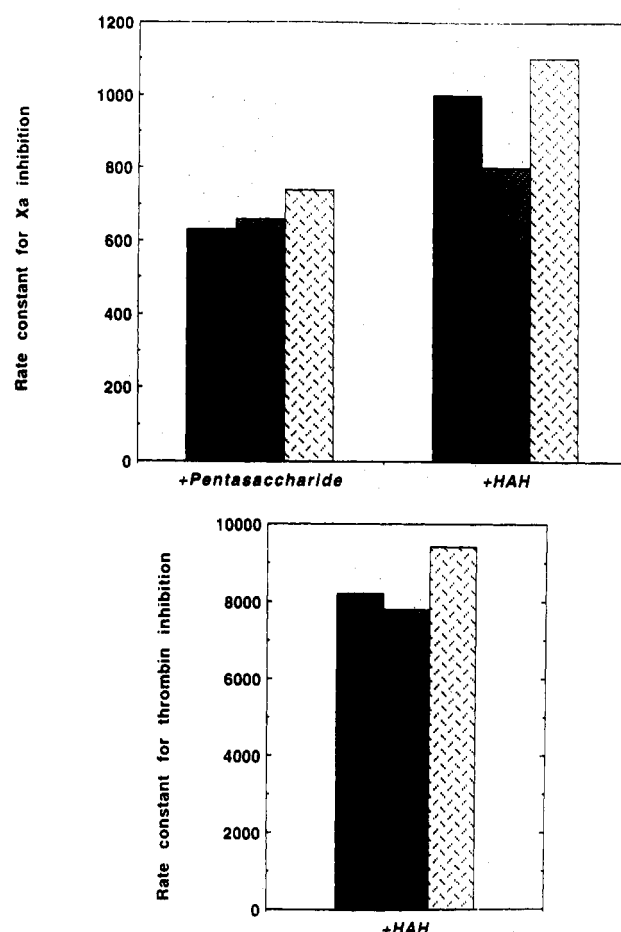 Rate constant for Xa inhibition
1200
1000
800
600
400
200
0
+Pentasaccharide
+HAH
Rate constant for thrombin inhibition
10000
8000
6000
4000
2000
0
+HAH